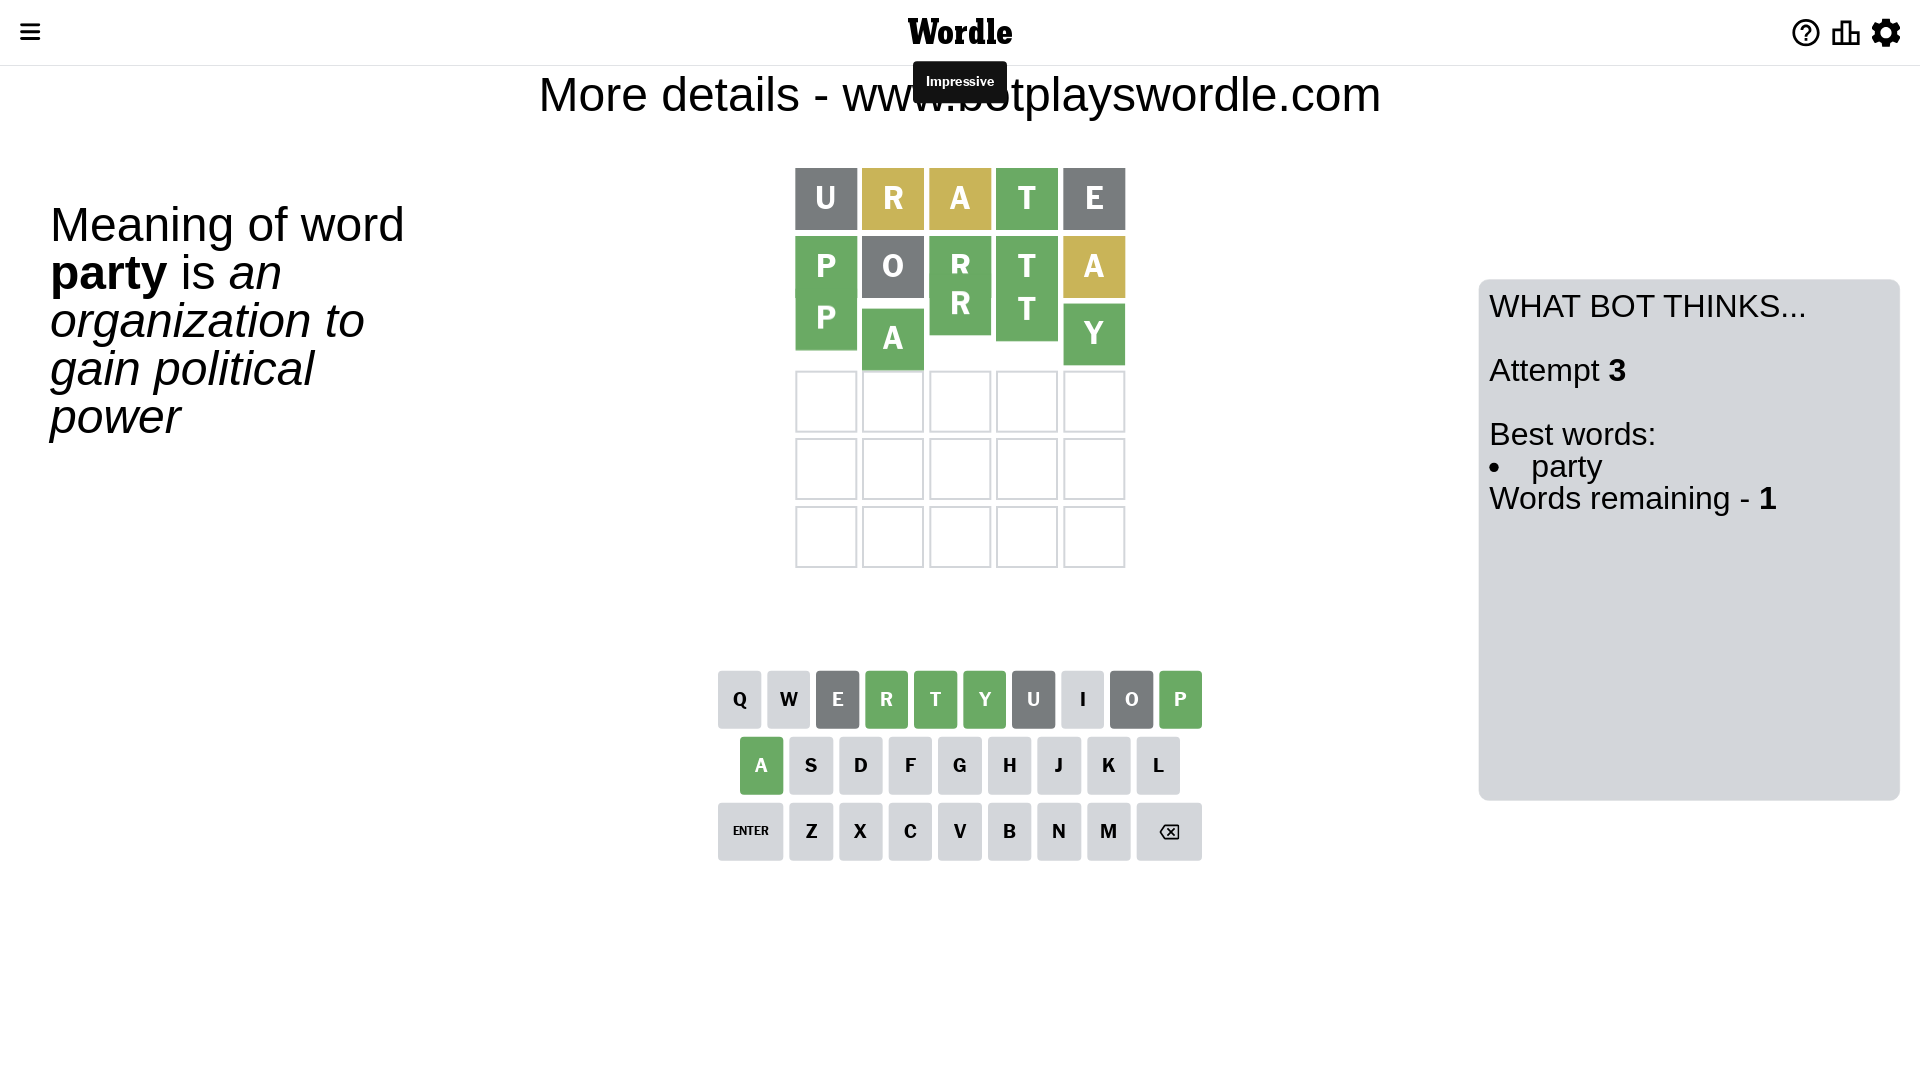 Wordle
Impressive
More details - www.botplayswordle.com
Meaning of word
party is an
organization to
gain political
power
U R A T E
P O R T A
P A R T Y
WHAT BOT THINKS...
Attempt 3
Best words:
• party
Words remaining - 1
Q W E R T Y U I O P
A S D F G H J K L
ENTER Z X C V B N M